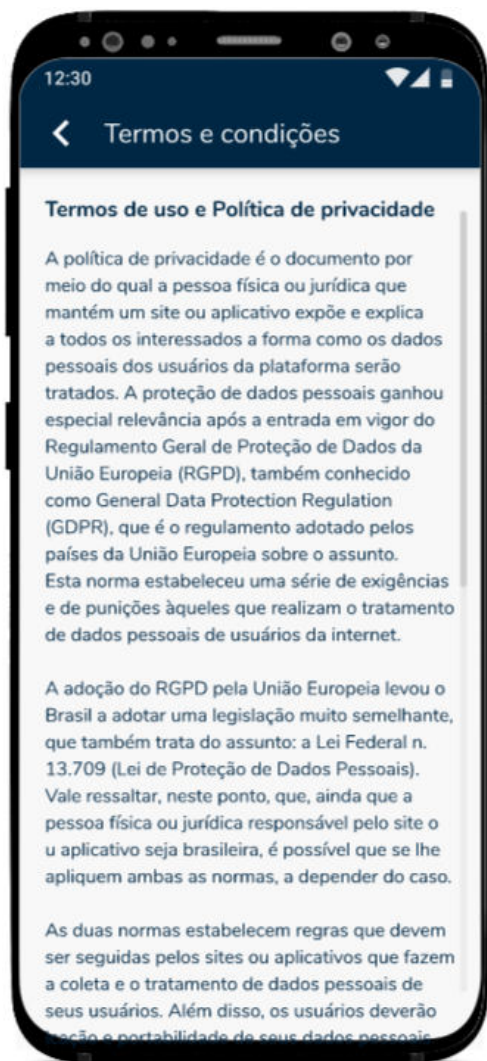 12:30
Termos e condições
Termos de uso e Política de privacidade
A política de privacidade é o documento por
meio do qual a pessoa física ou jurídica que
mantém um site ou aplicativo expõe e explica
a todos os interessados a forma como os dados
pessoais dos usuários da plataforma serão
tratados. A proteção de dados pessoais ganhou
especial relevância após a entrada em vigor do
Regulamento Geral de Proteção de Dados da
União Europeia (RGPD), também conhecido
como General Data Protection Regulation
(GDPR), que é o regulamento adotado pelos
países da União Europeia sobre o assunto.
Esta norma estabeleceu uma série de exigências
e de punições àqueles que realizam o tratamento
de dados pessoais de usuários da internet.
A adoção do RGPD pela União Europeia levou o
Brasil a adotar uma legislação muito semelhante,
que também trata do assunto: a Lei Federal n.
13.709 (Lei de Proteção de Dados Pessoais).
Vale ressaltar, neste ponto, que, ainda que a
pessoa física ou jurídica responsável pelo site o
u aplicativo seja brasileira, é possível que se lhe
apliquem ambas as normas, a depender do caso.
As duas normas estabelecem regras que devem
ser seguidas pelos sites ou aplicativos que fazem
a coleta e o tratamento de dados pessoais de
seus usuários. Além disso, os usuários deverão
e portabilidade de seus dados pessoais